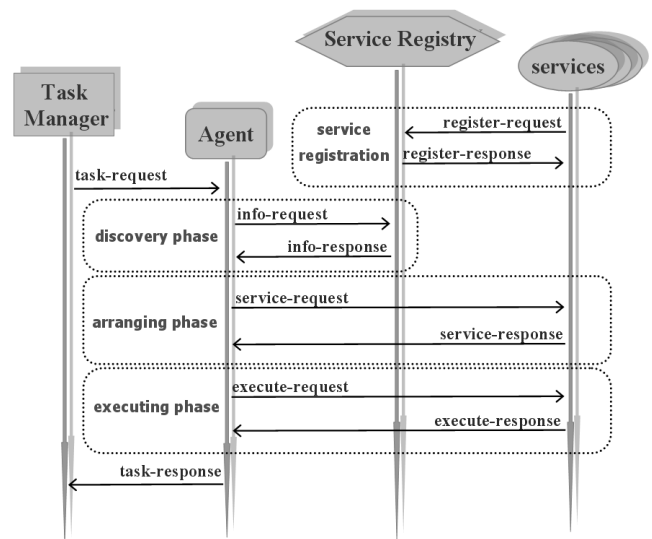 Service Registry
services
Task
Manager
Agent
service
registration
register-request
register-response
task-request
discovery phase
info-request
info-response
arranging phase
service-request
service-response
executing phase
execute-request
execute-response
task-response